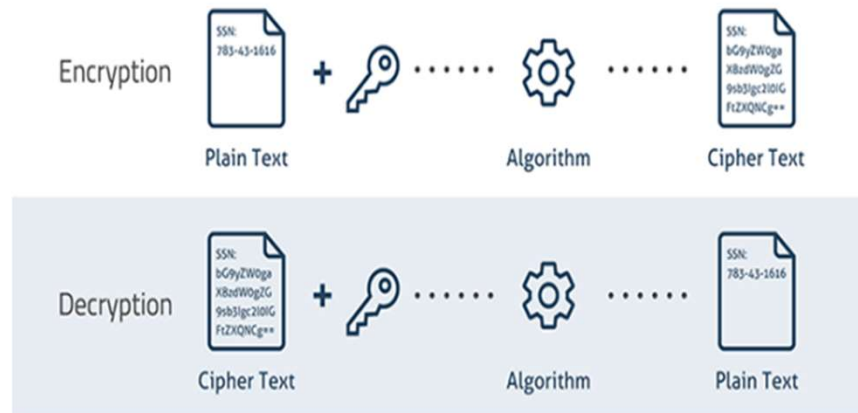 Encryption
SSN:
783-43-1616
+
SSN:
bG9yZW0ga
XBzdW0gZG
9sb3Igc2l0IG
FtZXQNCg==
Plain Text
Algorithm
Cipher Text
Decryption
SSN:
bG9yZW0ga
XBzdW0gZG
9sb3Igc2l0IG
FtZXQNCg==
+
SSN:
783-43-1616
Cipher Text
Algorithm
Plain Text